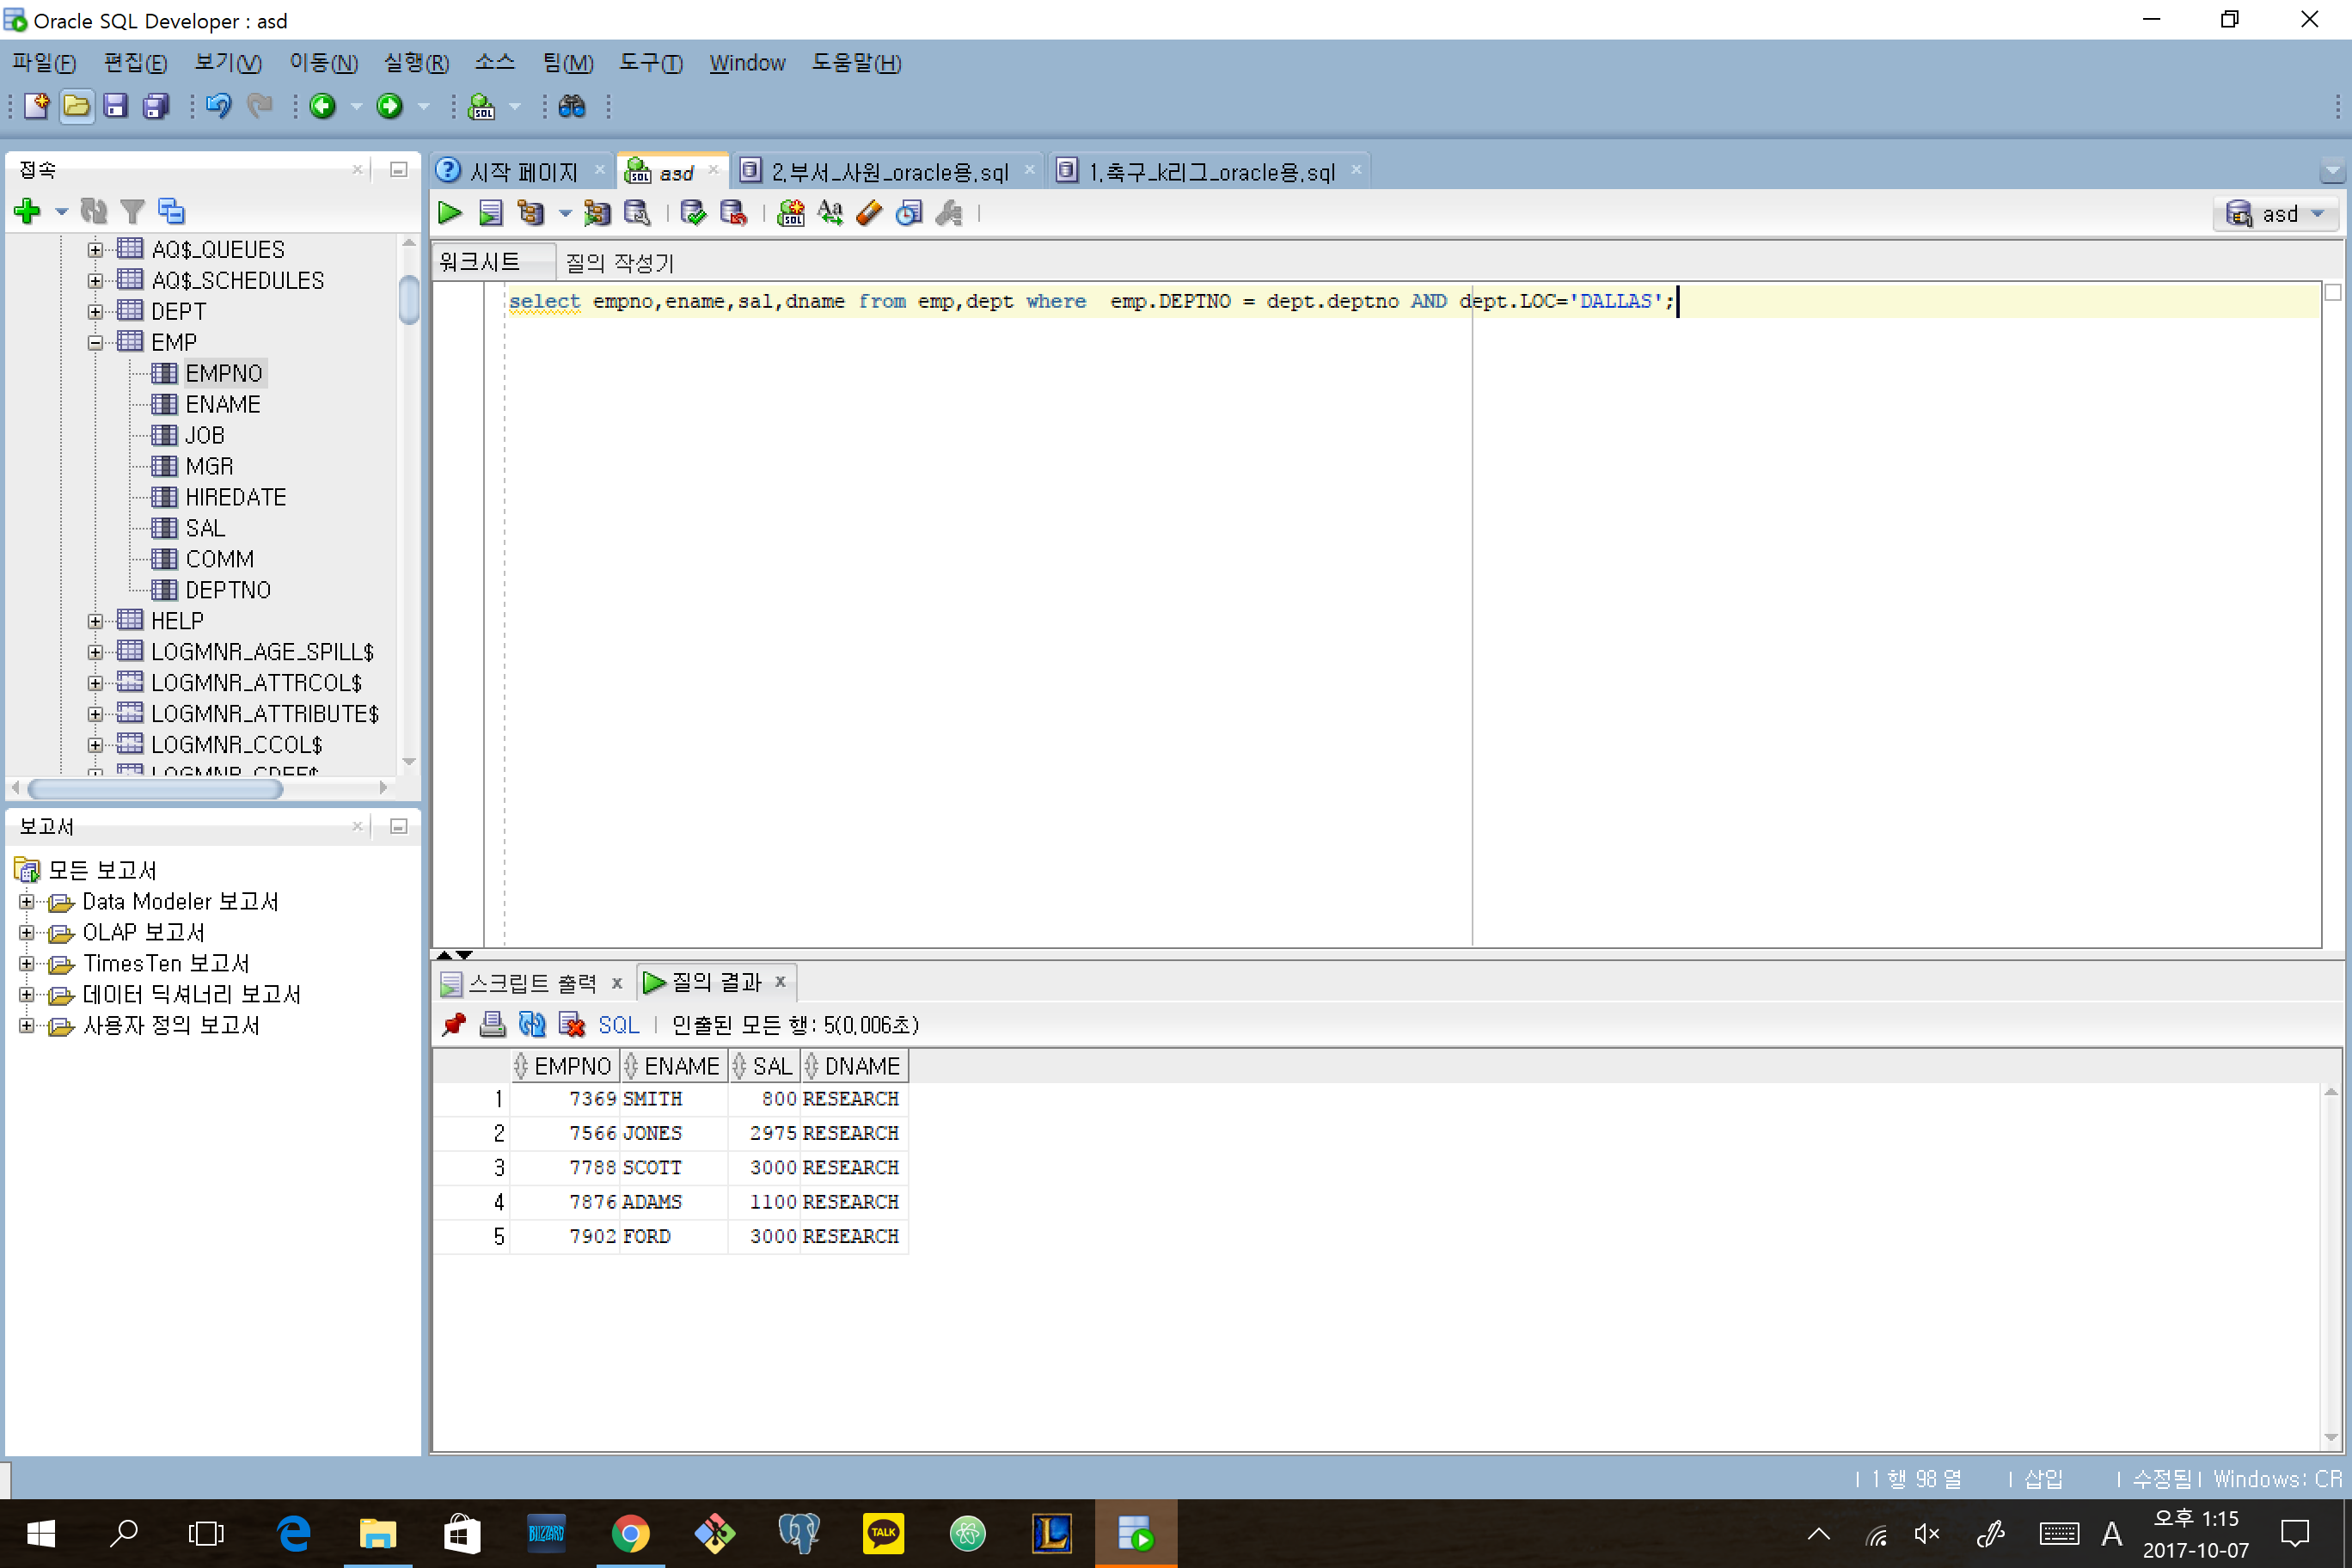 Oracle SQL Developer : asd
파일(F) 편집(E) 보기(V) 이동(N) 실행(R) 소스 팀(M) 도구(T) Window 도움말(H)
접속
시작 페이지 asd 2.부서_사원_oracle용.sql 1.축구_k리그_oracle용.sql
asd
워크시트 질의 작성기
select empno,ename,sal,dname from emp,dept where  emp.DEPTNO = dept.deptno AND dept.LOC='DALLAS';
AQ$_QUEUES
AQ$_SCHEDULES
DEPT
EMP
EMPNO
ENAME
JOB
MGR
HIREDATE
SAL
COMM
DEPTNO
HELP
LOGMNR_AGE_SPILL$
LOGMNR_ATTRCOL$
LOGMNR_ATTRIBUTE$
LOGMNR_CCOL$
LOGMNR_CDEF$
보고서
모든 보고서
Data Modeler 보고서
OLAP 보고서
TimesTen 보고서
데이터 딕셔너리 보고서
사용자 정의 보고서
스크립트 출력 질의 결과
SQL 인출된 모든 행: 5(0.006초)
EMPNO ENAME SAL DNAME
1 7369 SMITH 800 RESEARCH
2 7566 JONES 2975 RESEARCH
3 7788 SCOTT 3000 RESEARCH
4 7876 ADAMS 1100 RESEARCH
5 7902 FORD 3000 RESEARCH
1 행 98 열 삽입 수정됨 Windows: CR
BLIZZARD
TALK
A
오후 1:15
2017-10-07